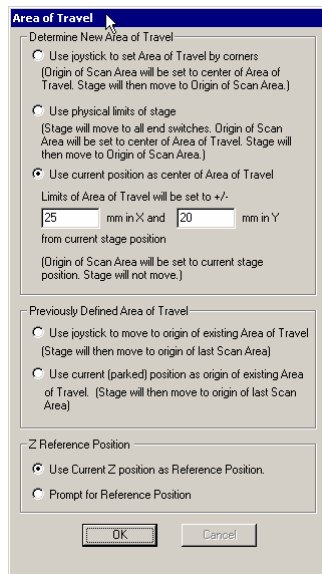 Area of Travel
Determine New Area of Travel
Use joystick to set Area of Travel by corners
(Origin of Scan Area will be set to center of Area of
Travel. Stage will then move to Origin of Scan Area.)
Use physical limits of stage
(Stage will move to all end switches. Origin of Scan
Area will be set to center of Area of Travel. Stage will
then move to Origin of Scan Area.)
Use current position as center of Area of Travel
Limits of Area of Travel will be set to +/-
25 mm in X and 20 mm in Y
from current stage position
(Origin of Scan Area will be set to current stage
position. Stage will not move.)
Previously Defined Area of Travel
Use joystick to move to origin of existing Area of Travel
(Stage will then move to origin of last Scan Area)
Use current (parked) position as origin of existing Area
of Travel. (Stage will then move to origin of last Scan
Area)
Z Reference Position
Use Current Z position as Reference Position.
Prompt for Reference Position
OK Cancel